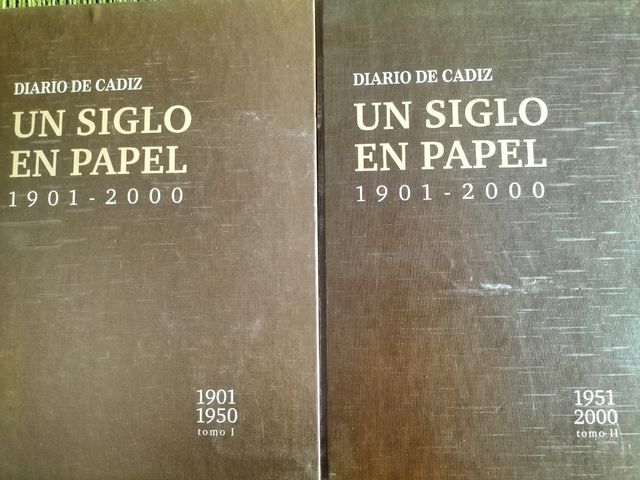 DIARIO DE CADIZ
UN SIGLO
EN PAPEL
1901-2000
1901
1950
tomo I
DIARIO DE CADIZ
UN SIGLO
EN PAPEL
1901-2000
1951
2000
tomo II